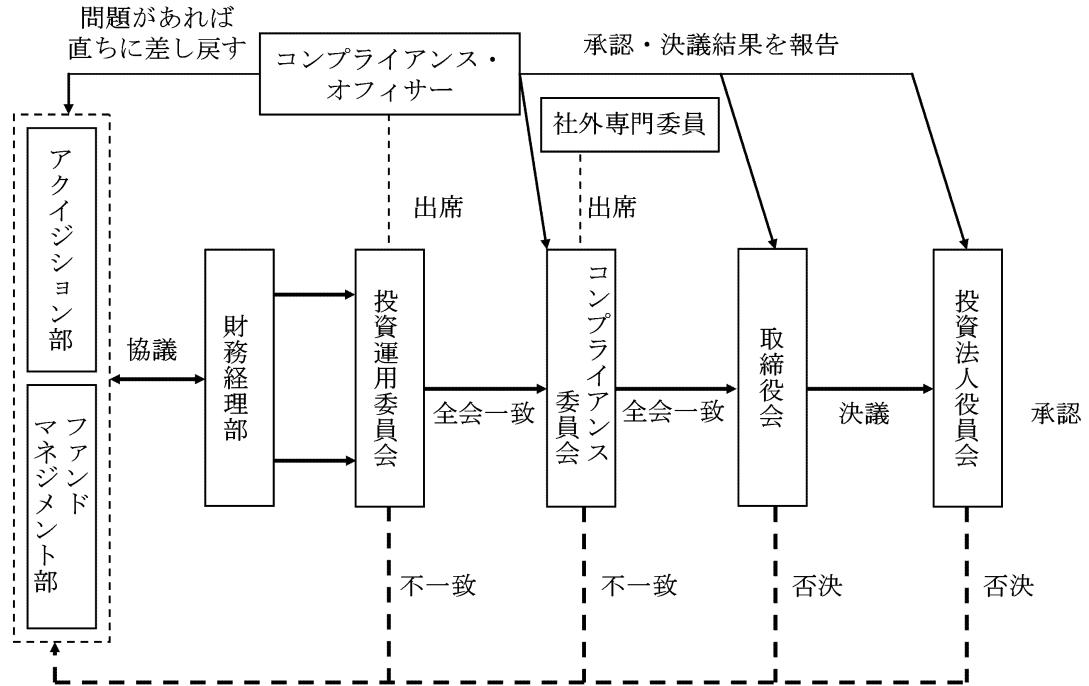 問題があれば
直ちに差し戻す
コンプライアンス・
オフィサー
承認・決議結果を報告
社外専門委員
出席
出席
アクイジション部
ファンド
マネジメント部
協議
財務経理部
投資運用委員会
全会一致
コンプライアンス
委員会
全会一致
取締役会
決議
投資法人役員会
承認
不一致
不一致
否決
否決